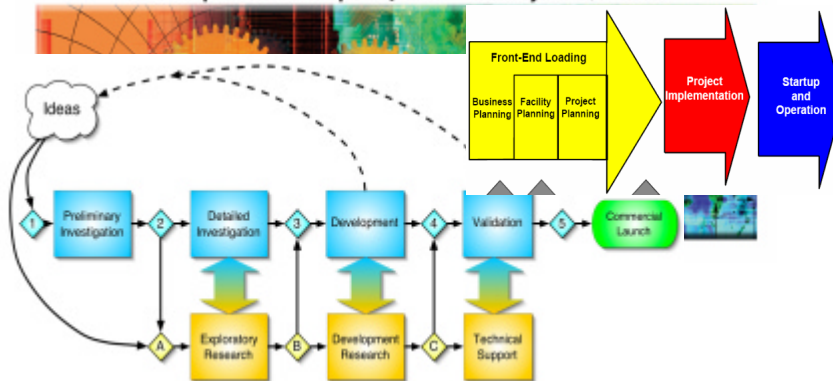 Front-End Loading
Business
Planning
Facility
Planning
Project
Planning
Project
Implementation
Startup
and
Operation
Ideas
1
Preliminary
Investigation
2
Detailed
Investigation
3
Development
4
Validation
5
Commercial
Launch
A
Exploratory
Research
B
Development
Research
C
Technical
Support